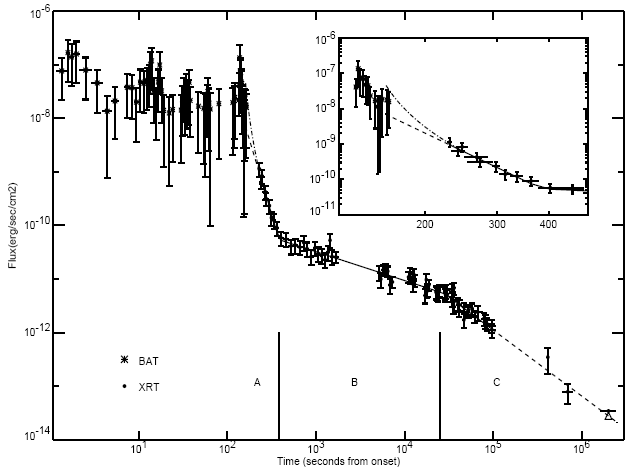 10^-6
10^-8
10^-10
10^-12
10^-14
Flux(erg/sec/cm2)
10^-6
10^-7
10^-8
10^-9
10^-10
10^-11
200
300
400
BAT
XRT
A
B
C
10^1
10^2
10^3
10^4
10^5
10^6
Time (seconds from onset)